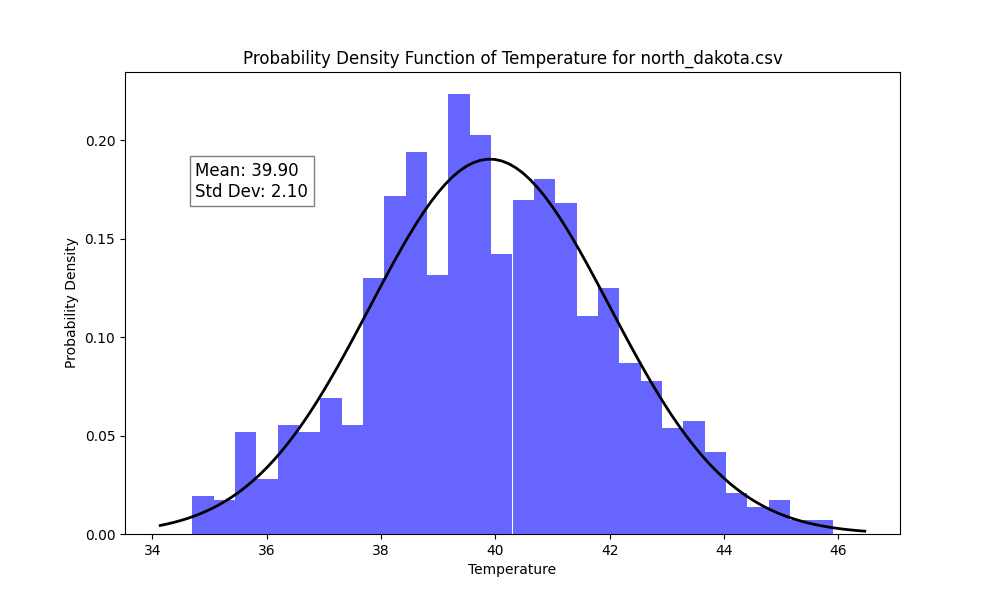 Probability Density Function of Temperature for north_dakota.csv
Mean: 39.90
Std Dev: 2.10
Probability Density
0.20
0.15
0.10
0.05
0.00
34 36 38 40 42 44 46
Temperature